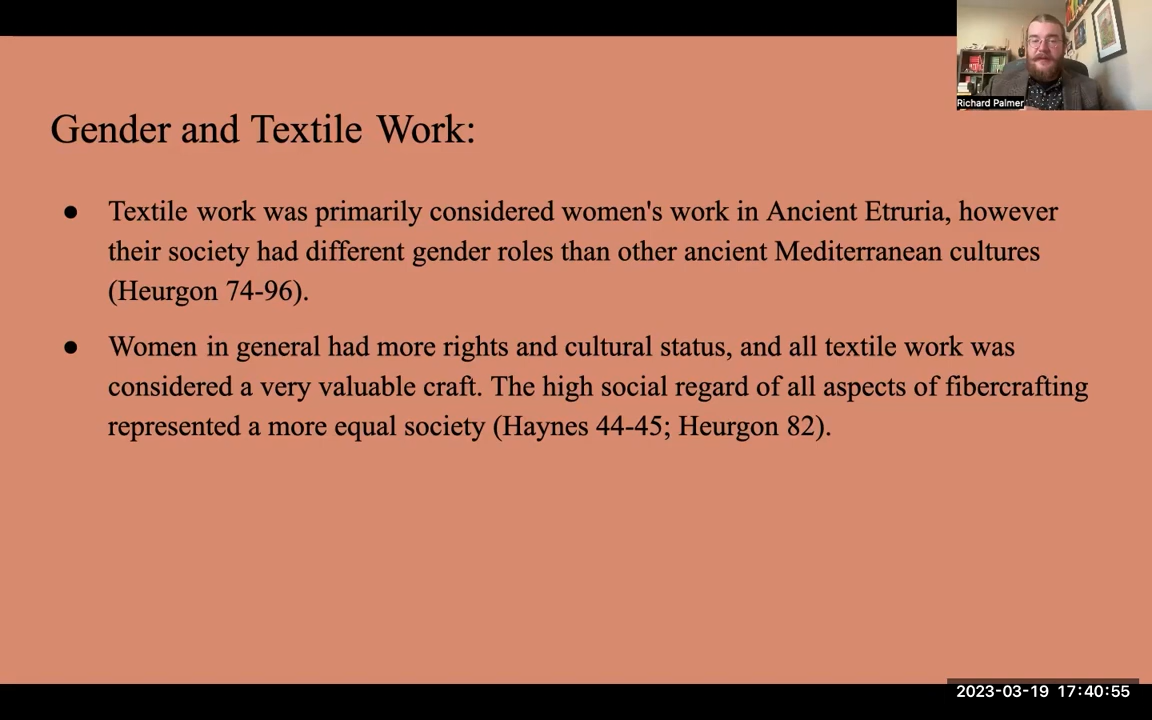 Richard Palmer
Gender and Textile Work:
● Textile work was primarily considered women's work in Ancient Etruria, however
their society had different gender roles than other ancient Mediterranean cultures
(Heurgon 74-96).
● Women in general had more rights and cultural status, and all textile work was
considered a very valuable craft. The high social regard of all aspects of fibercrafting
represented a more equal society (Haynes 44-45; Heurgon 82).
2023-03-19 17:40:55